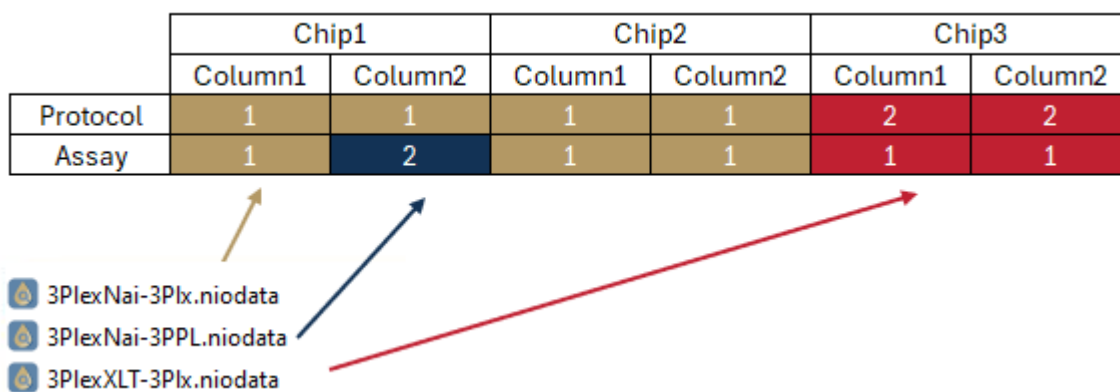 Chip1 Chip2 Chip3
Column1 Column2 Column1 Column2 Column1 Column2
Protocol 1 1 1 1 2 2
Assay 1 2 1 1 1 1
3PlexNai-3Plx.niodata
3PlexNai-3PPL.niodata
3PlexXLT-3Plx.niodata